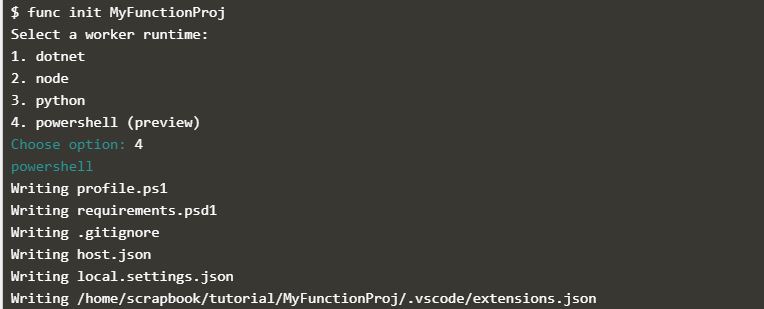 $ func init MyFunctionProj
Select a worker runtime:
1. dotnet
2. node
3. python
4. powershell (preview)
Choose option: 4
powershell
Writing profile.ps1
Writing requirements.psd1
Writing .gitignore
Writing host.json
Writing local.settings.json
Writing /home/scrapbook/tutorial/MyFunctionProj/.vscode/extensions.json